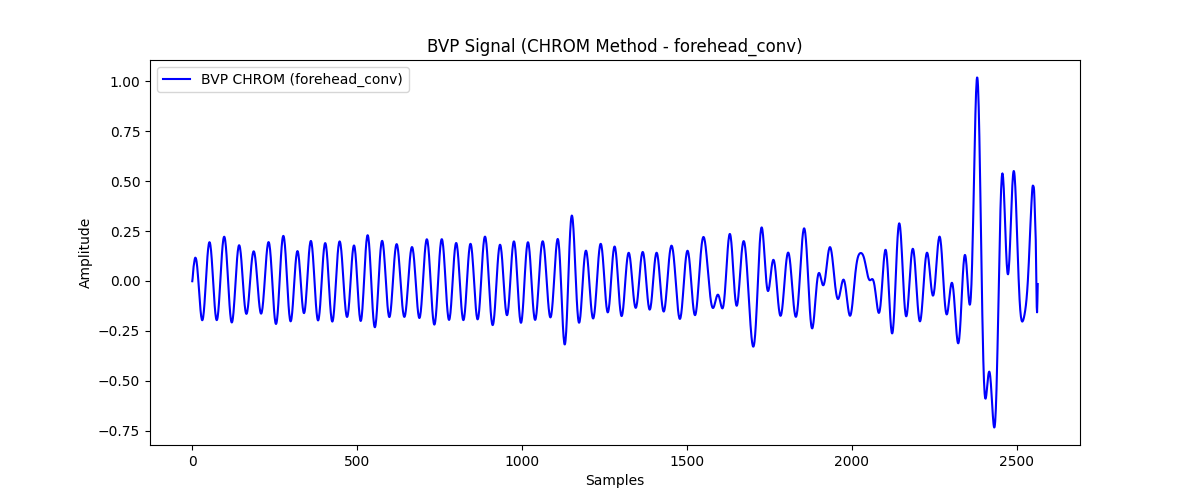 BVP Signal (CHROM Method - forehead_conv)
BVP CHROM (forehead_conv)
1.00
0.75
0.50
0.25
0.00
−0.25
−0.50
−0.75
Amplitude
0 500 1000 1500 2000 2500
Samples